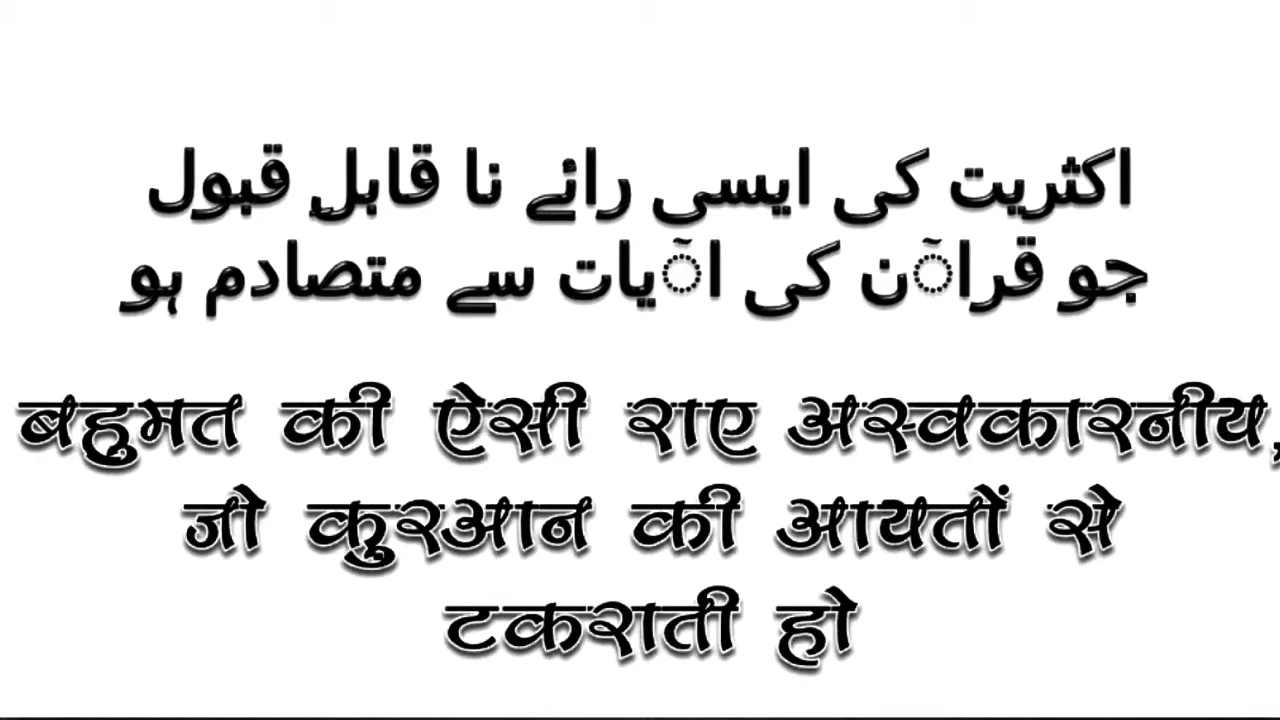 اکثریت کی ایسی رائے نا قابلِ قبول
جو قرآن کی آیات سے متصادم ہو
बहुमत की ऐसी राए अस्वकारनीय,
जो कुरआन की आयतों से
टकराती हो